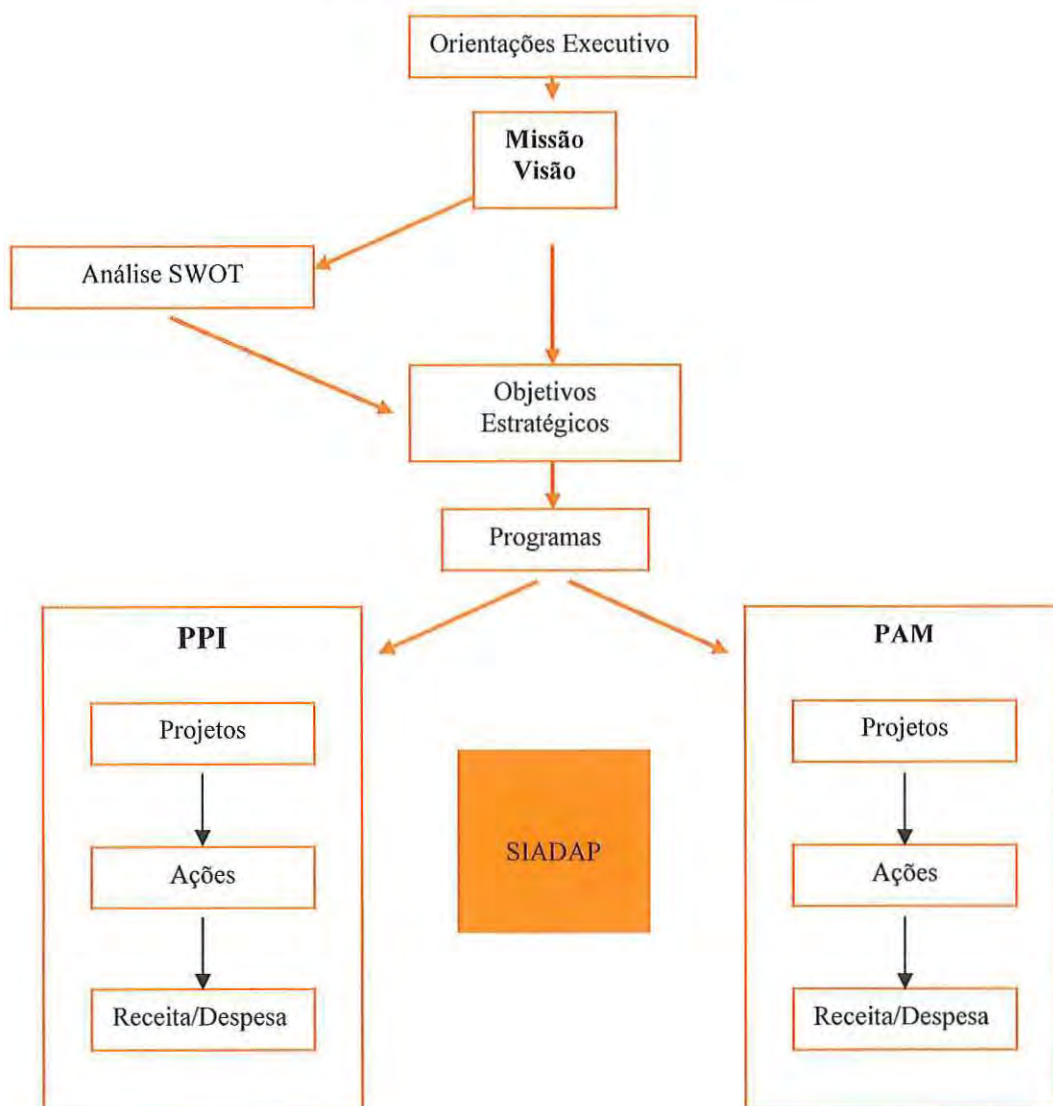 Orientações Executivo
Missão
Visão
Análise SWOT
Objetivos
Estratégicos
Programas
PPI
Projetos
Ações
Receita/Despesa
SIADAP
PAM
Projetos
Ações
Receita/Despesa